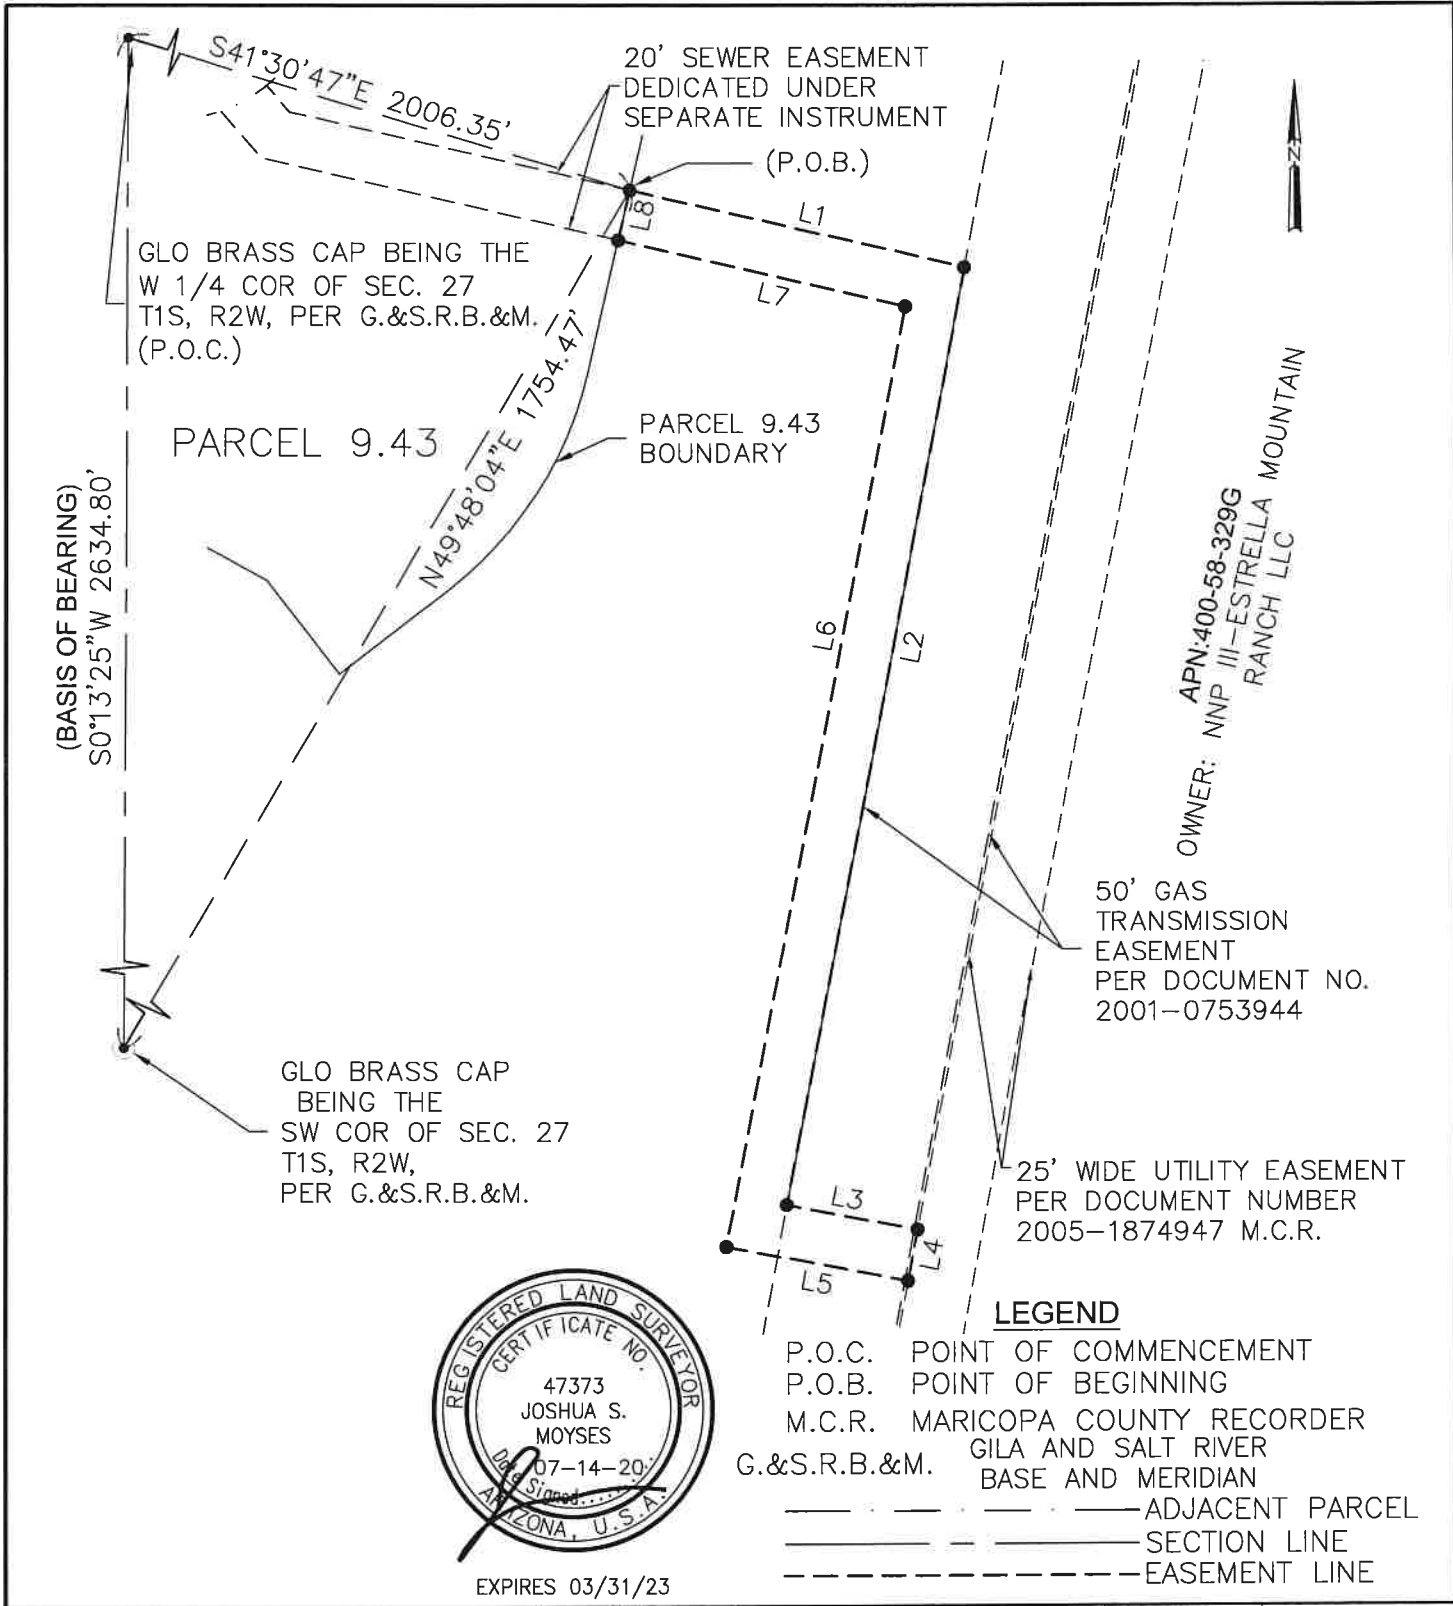 S41°30'47"E 2006.35'
20' SEWER EASEMENT
DEDICATED UNDER
SEPARATE INSTRUMENT
(P.O.B.)
N
L8
L1
L7
GLO BRASS CAP BEING THE
W 1/4 COR OF SEC. 27
T1S, R2W, PER G.&S.R.B.&M.
(P.O.C.)
PARCEL 9.43
N49°48'04"E 1754.47'
PARCEL 9.43
BOUNDARY
(BASIS OF BEARING)
S0°13'25"W 2634.80'
L6
L2
APN:400-58-329G
OWNER: NNP III-ESTRELLA MOUNTAIN
RANCH LLC
50' GAS
TRANSMISSION
EASEMENT
PER DOCUMENT NO.
2001-0753944
GLO BRASS CAP
BEING THE
SW COR OF SEC. 27
T1S, R2W,
PER G.&S.R.B.&M.
25' WIDE UTILITY EASEMENT
PER DOCUMENT NUMBER
2005-1874947 M.C.R.
L3
L4
L5
REGISTERED LAND SURVEYOR
CERTIFICATE NO.
47373
JOSHUA S.
MOYSES
07-14-20
Date Signed........
ARIZONA, U.S.A.
EXPIRES 03/31/23
LEGEND
P.O.C. POINT OF COMMENCEMENT
P.O.B. POINT OF BEGINNING
M.C.R. MARICOPA COUNTY RECORDER
G.&S.R.B.&M. GILA AND SALT RIVER
BASE AND MERIDIAN
ADJACENT PARCEL
SECTION LINE
EASEMENT LINE